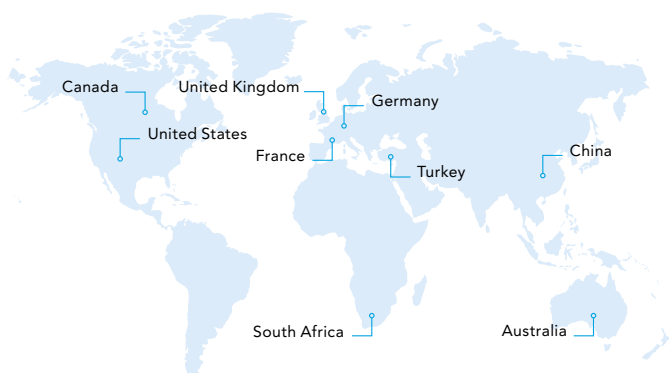 Canada
United Kingdom
Germany
United States
France
China
Turkey
South Africa
Australia